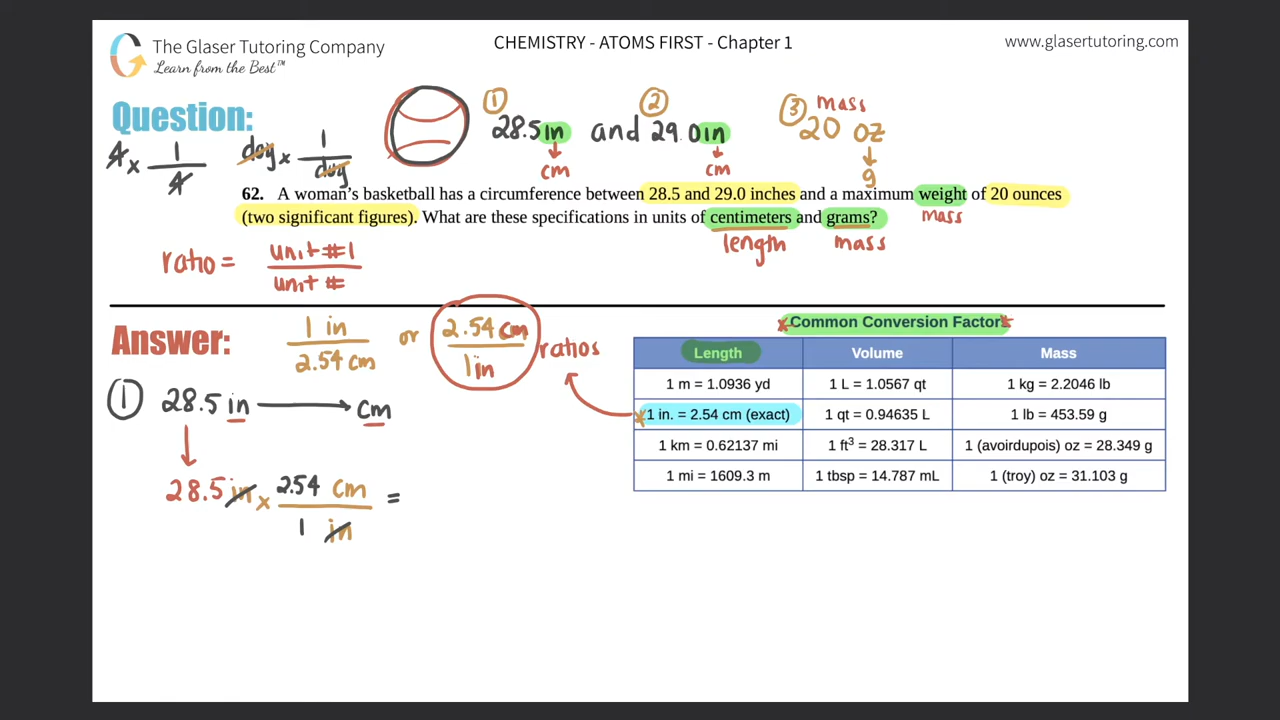 The Glaser Tutoring Company
Learn from the Best™
CHEMISTRY - ATOMS FIRST - Chapter 1
www.glasertutoring.com
Question:
① 28.5 in and ② 29.0 in ③ mass 20 oz
cm cm g
4 x 1/4 dog x 1/dog
62. A woman's basketball has a circumference between 28.5 and 29.0 inches and a maximum weight of 20 ounces
(two significant figures). What are these specifications in units of centimeters and grams?
mass
length mass
ratio = unit #1 / unit #
Answer:
1 in / 2.54 cm or 2.54 cm / 1 in ratios
① 28.5 in → cm
28.5 in x 2.54 cm / 1 in =
x Common Conversion Factors x
Length Volume Mass
1 m = 1.0936 yd 1 L = 1.0567 qt 1 kg = 2.2046 lb
x 1 in. = 2.54 cm (exact) 1 qt = 0.94635 L 1 lb = 453.59 g
1 km = 0.62137 mi 1 ft³ = 28.317 L 1 (avoirdupois) oz = 28.349 g
1 mi = 1609.3 m 1 tbsp = 14.787 mL 1 (troy) oz = 31.103 g